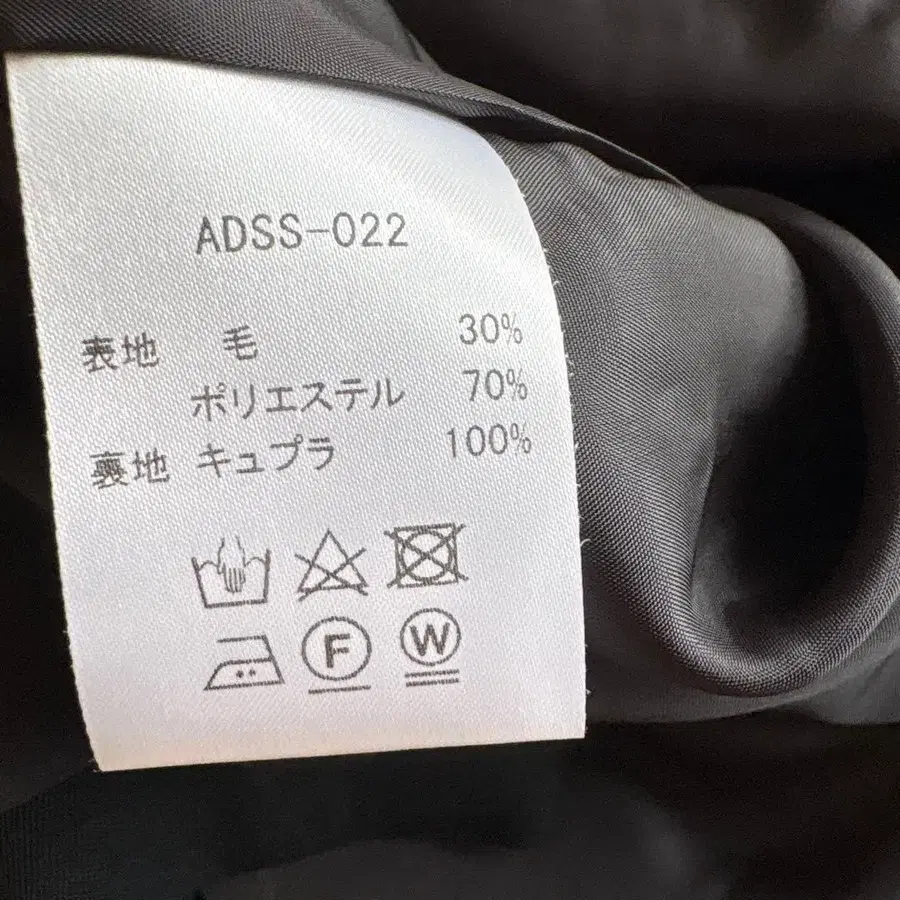 ADSS-022
表地 毛 30%
ポリエステル 70%
裏地 キュプラ 100%
F W